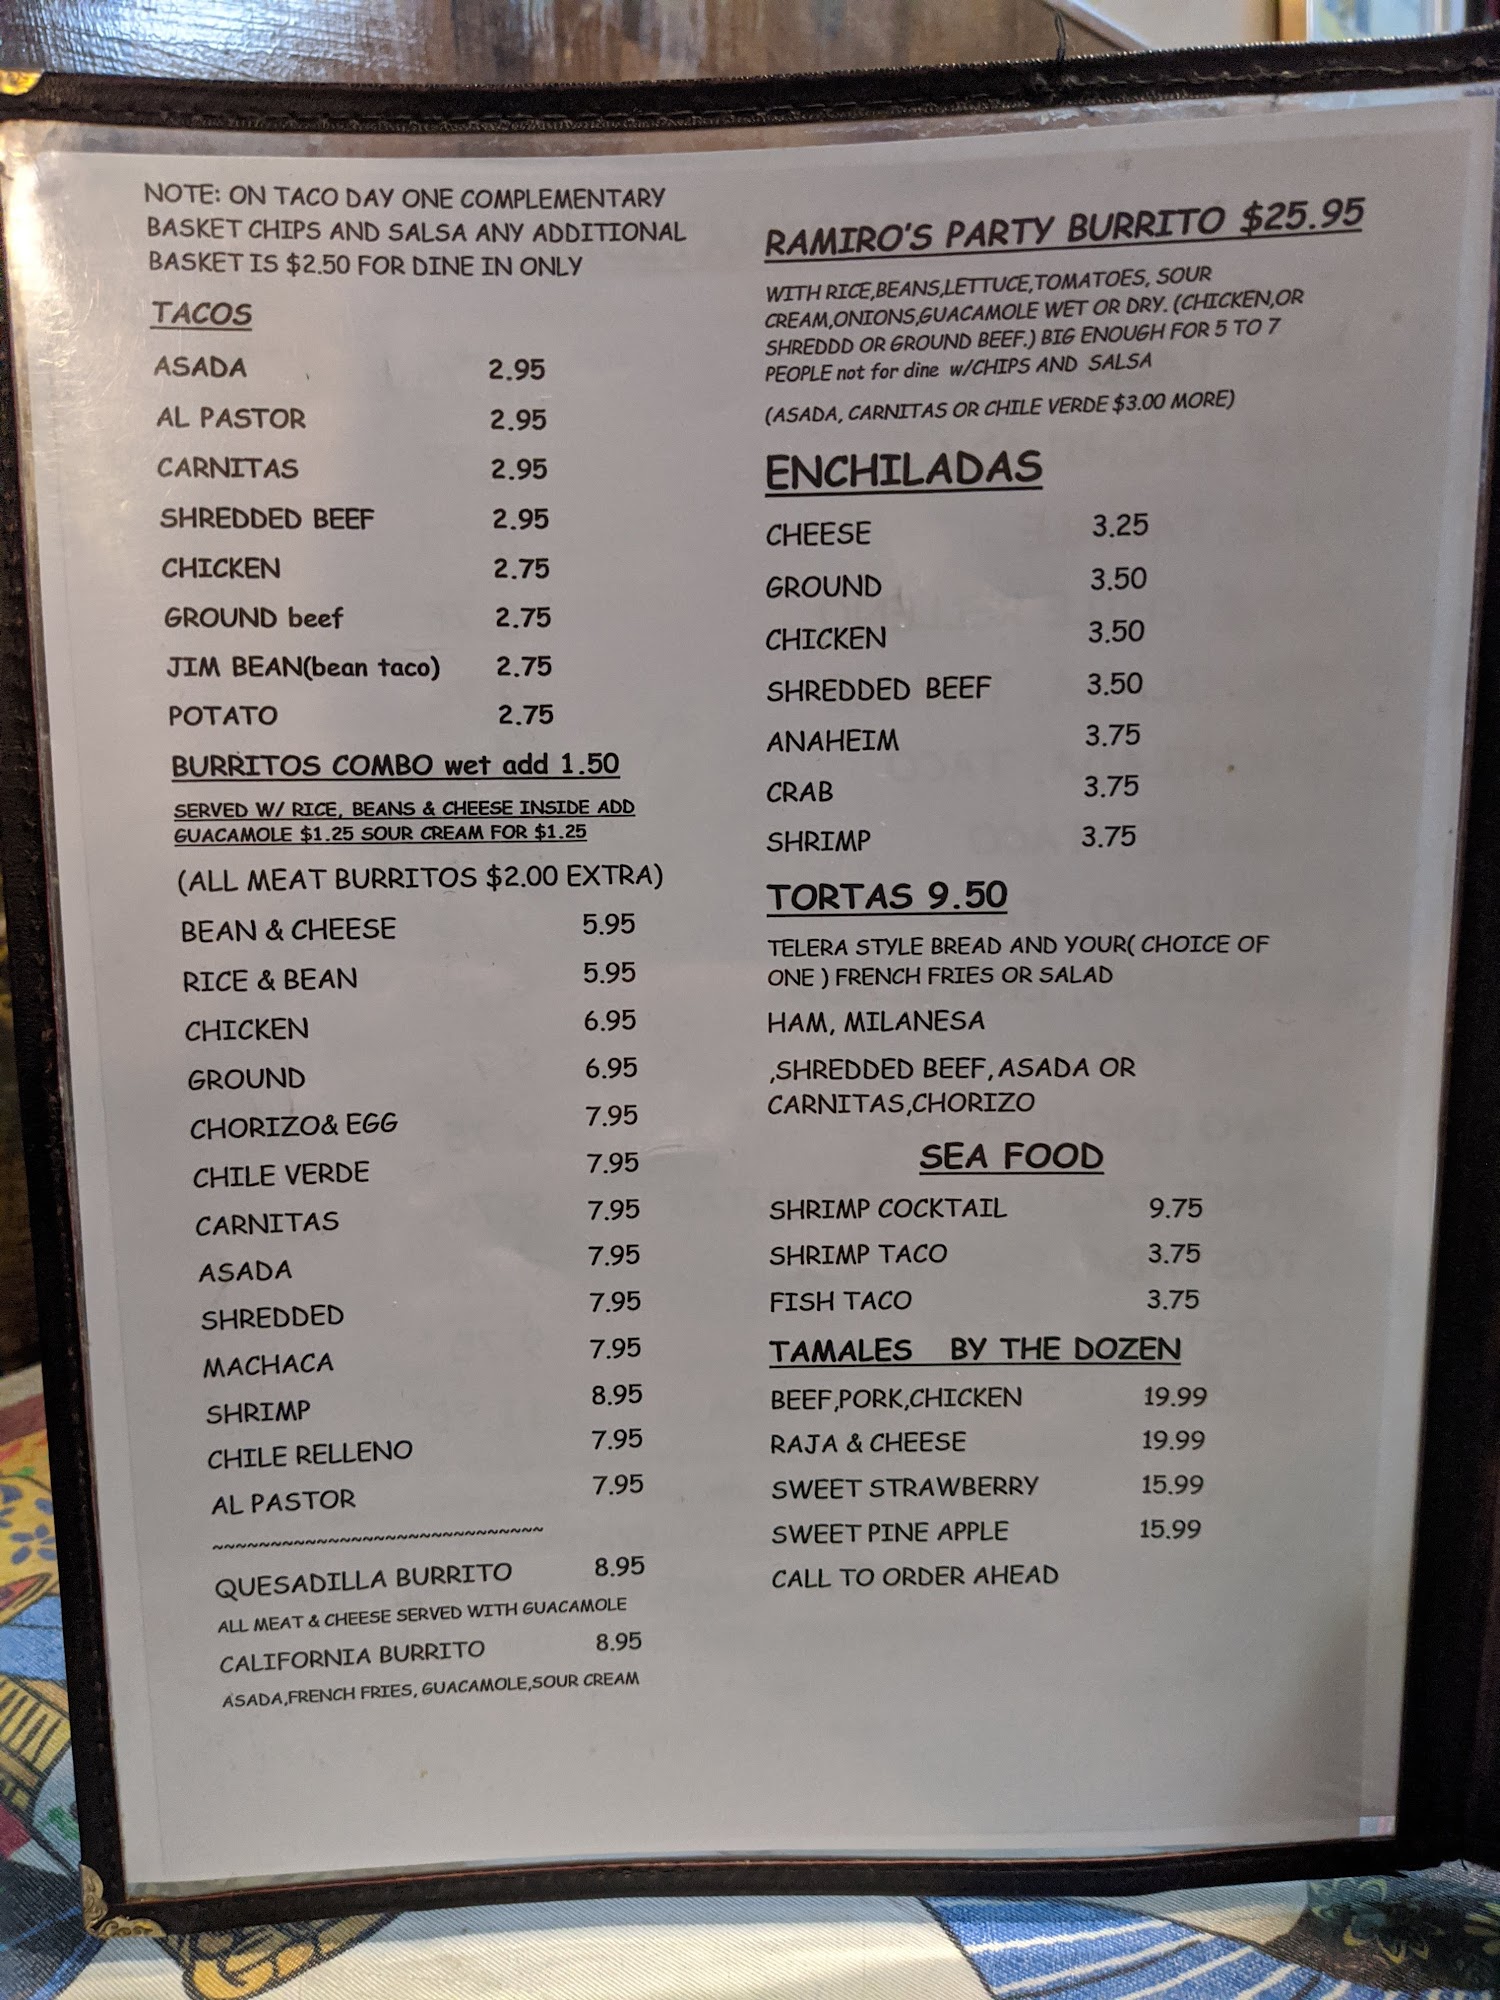 NOTE: ON TACO DAY ONE COMPLEMENTARY
BASKET CHIPS AND SALSA ANY ADDITIONAL
BASKET IS $2.50 FOR DINE IN ONLY
TACOS
ASADA 2.95
AL PASTOR 2.95
CARNITAS 2.95
SHREDDED BEEF 2.95
CHICKEN 2.75
GROUND beef 2.75
JIM BEAN(bean taco) 2.75
POTATO 2.75
BURRITOS COMBO wet add 1.50
SERVED W/ RICE, BEANS & CHEESE INSIDE ADD
GUACAMOLE $1.25 SOUR CREAM FOR $1.25
(ALL MEAT BURRITOS $2.00 EXTRA)
BEAN & CHEESE 5.95
RICE & BEAN 5.95
CHICKEN 6.95
GROUND 6.95
CHORIZO& EGG 7.95
CHILE VERDE 7.95
CARNITAS 7.95
ASADA 7.95
SHREDDED 7.95
MACHACA 7.95
SHRIMP 8.95
CHILE RELLENO 7.95
AL PASTOR 7.95
~~~~~~~~~~~~~~~~~~~~~~~~~~~~
QUESADILLA BURRITO 8.95
ALL MEAT & CHEESE SERVED WITH GUACAMOLE
CALIFORNIA BURRITO 8.95
ASADA,FRENCH FRIES, GUACAMOLE,SOUR CREAM
RAMIRO'S PARTY BURRITO $25.95
WITH RICE,BEANS,LETTUCE,TOMATOES, SOUR
CREAM,ONIONS,GUACAMOLE WET OR DRY. (CHICKEN,OR
SHREDDD OR GROUND BEEF.) BIG ENOUGH FOR 5 TO 7
PEOPLE not for dine w/CHIPS AND SALSA
(ASADA, CARNITAS OR CHILE VERDE $3.00 MORE)
ENCHILADAS
CHEESE 3.25
GROUND 3.50
CHICKEN 3.50
SHREDDED BEEF 3.50
ANAHEIM 3.75
CRAB 3.75
SHRIMP 3.75
TORTAS 9.50
TELERA STYLE BREAD AND YOUR( CHOICE OF
ONE ) FRENCH FRIES OR SALAD
HAM, MILANESA
,SHREDDED BEEF, ASADA OR
CARNITAS,CHORIZO
SEA FOOD
SHRIMP COCKTAIL 9.75
SHRIMP TACO 3.75
FISH TACO 3.75
TAMALES BY THE DOZEN
BEEF,PORK,CHICKEN 19.99
RAJA & CHEESE 19.99
SWEET STRAWBERRY 15.99
SWEET PINE APPLE 15.99
CALL TO ORDER AHEAD